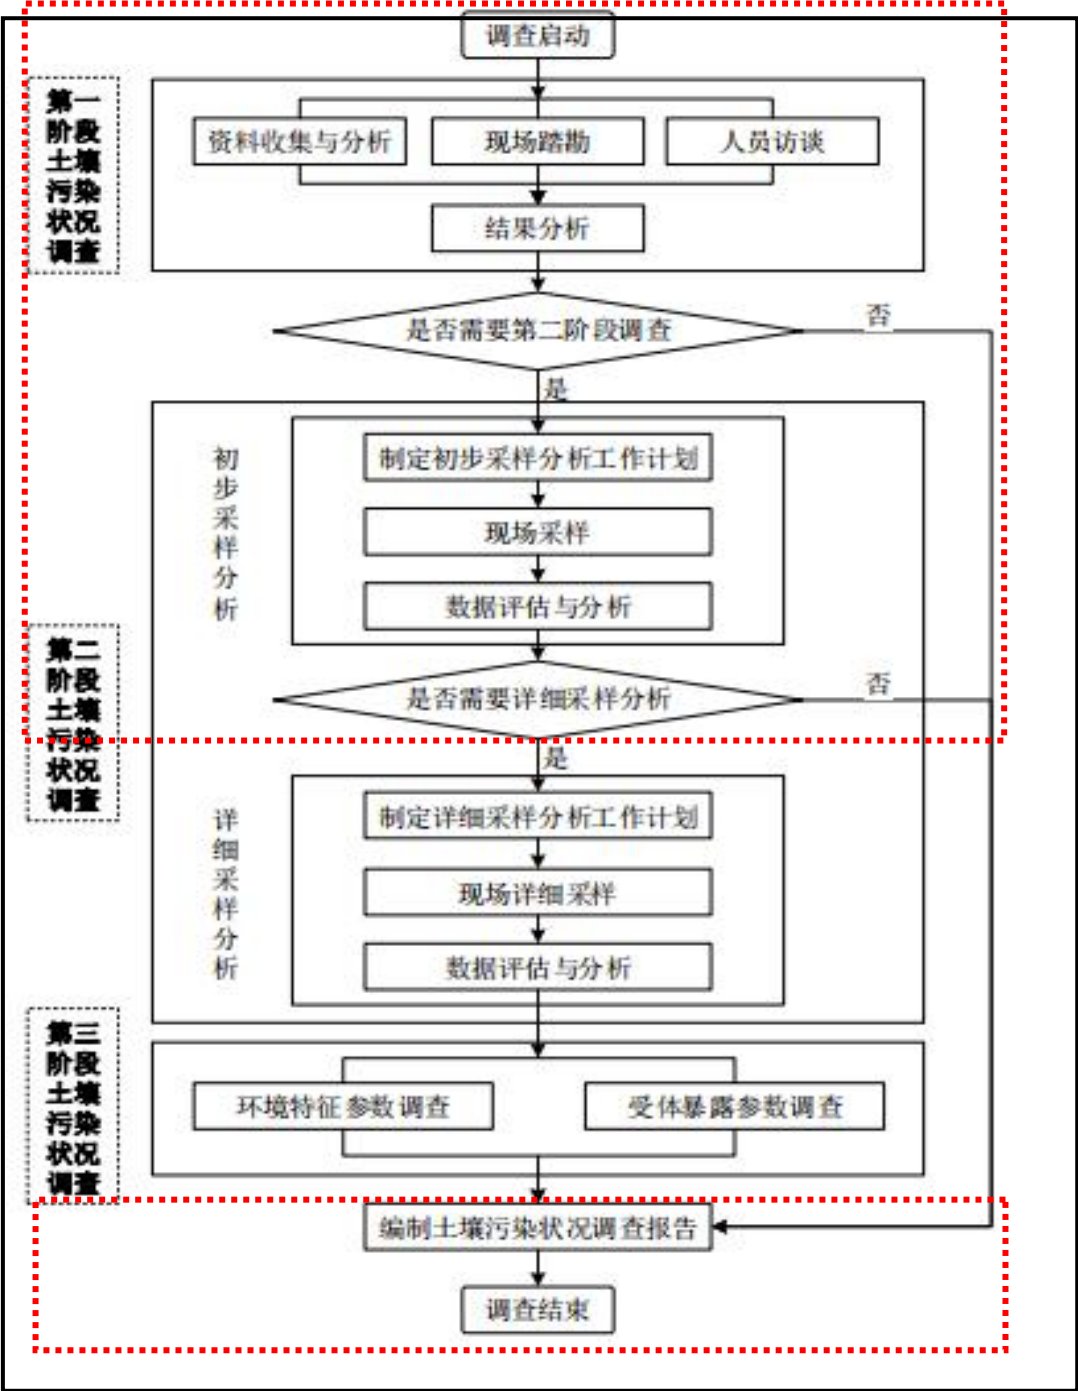 调查启动
第一
阶段
土壤
污染
状况
调查
资料收集与分析
现场踏勘
人员访谈
结果分析
是否需要第二阶段调查
否
是
初
步
采
样
分
析
制定初步采样分析工作计划
现场采样
数据评估与分析
第二
阶段
土壤
污染
状况
调查
是否需要详细采样分析
否
是
详
细
采
样
分
析
制定详细采样分析工作计划
现场详细采样
数据评估与分析
第三
阶段
土壤
污染
状况
调查
环境特征参数调查
受体暴露参数调查
编制土壤污染状况调查报告
调查结束